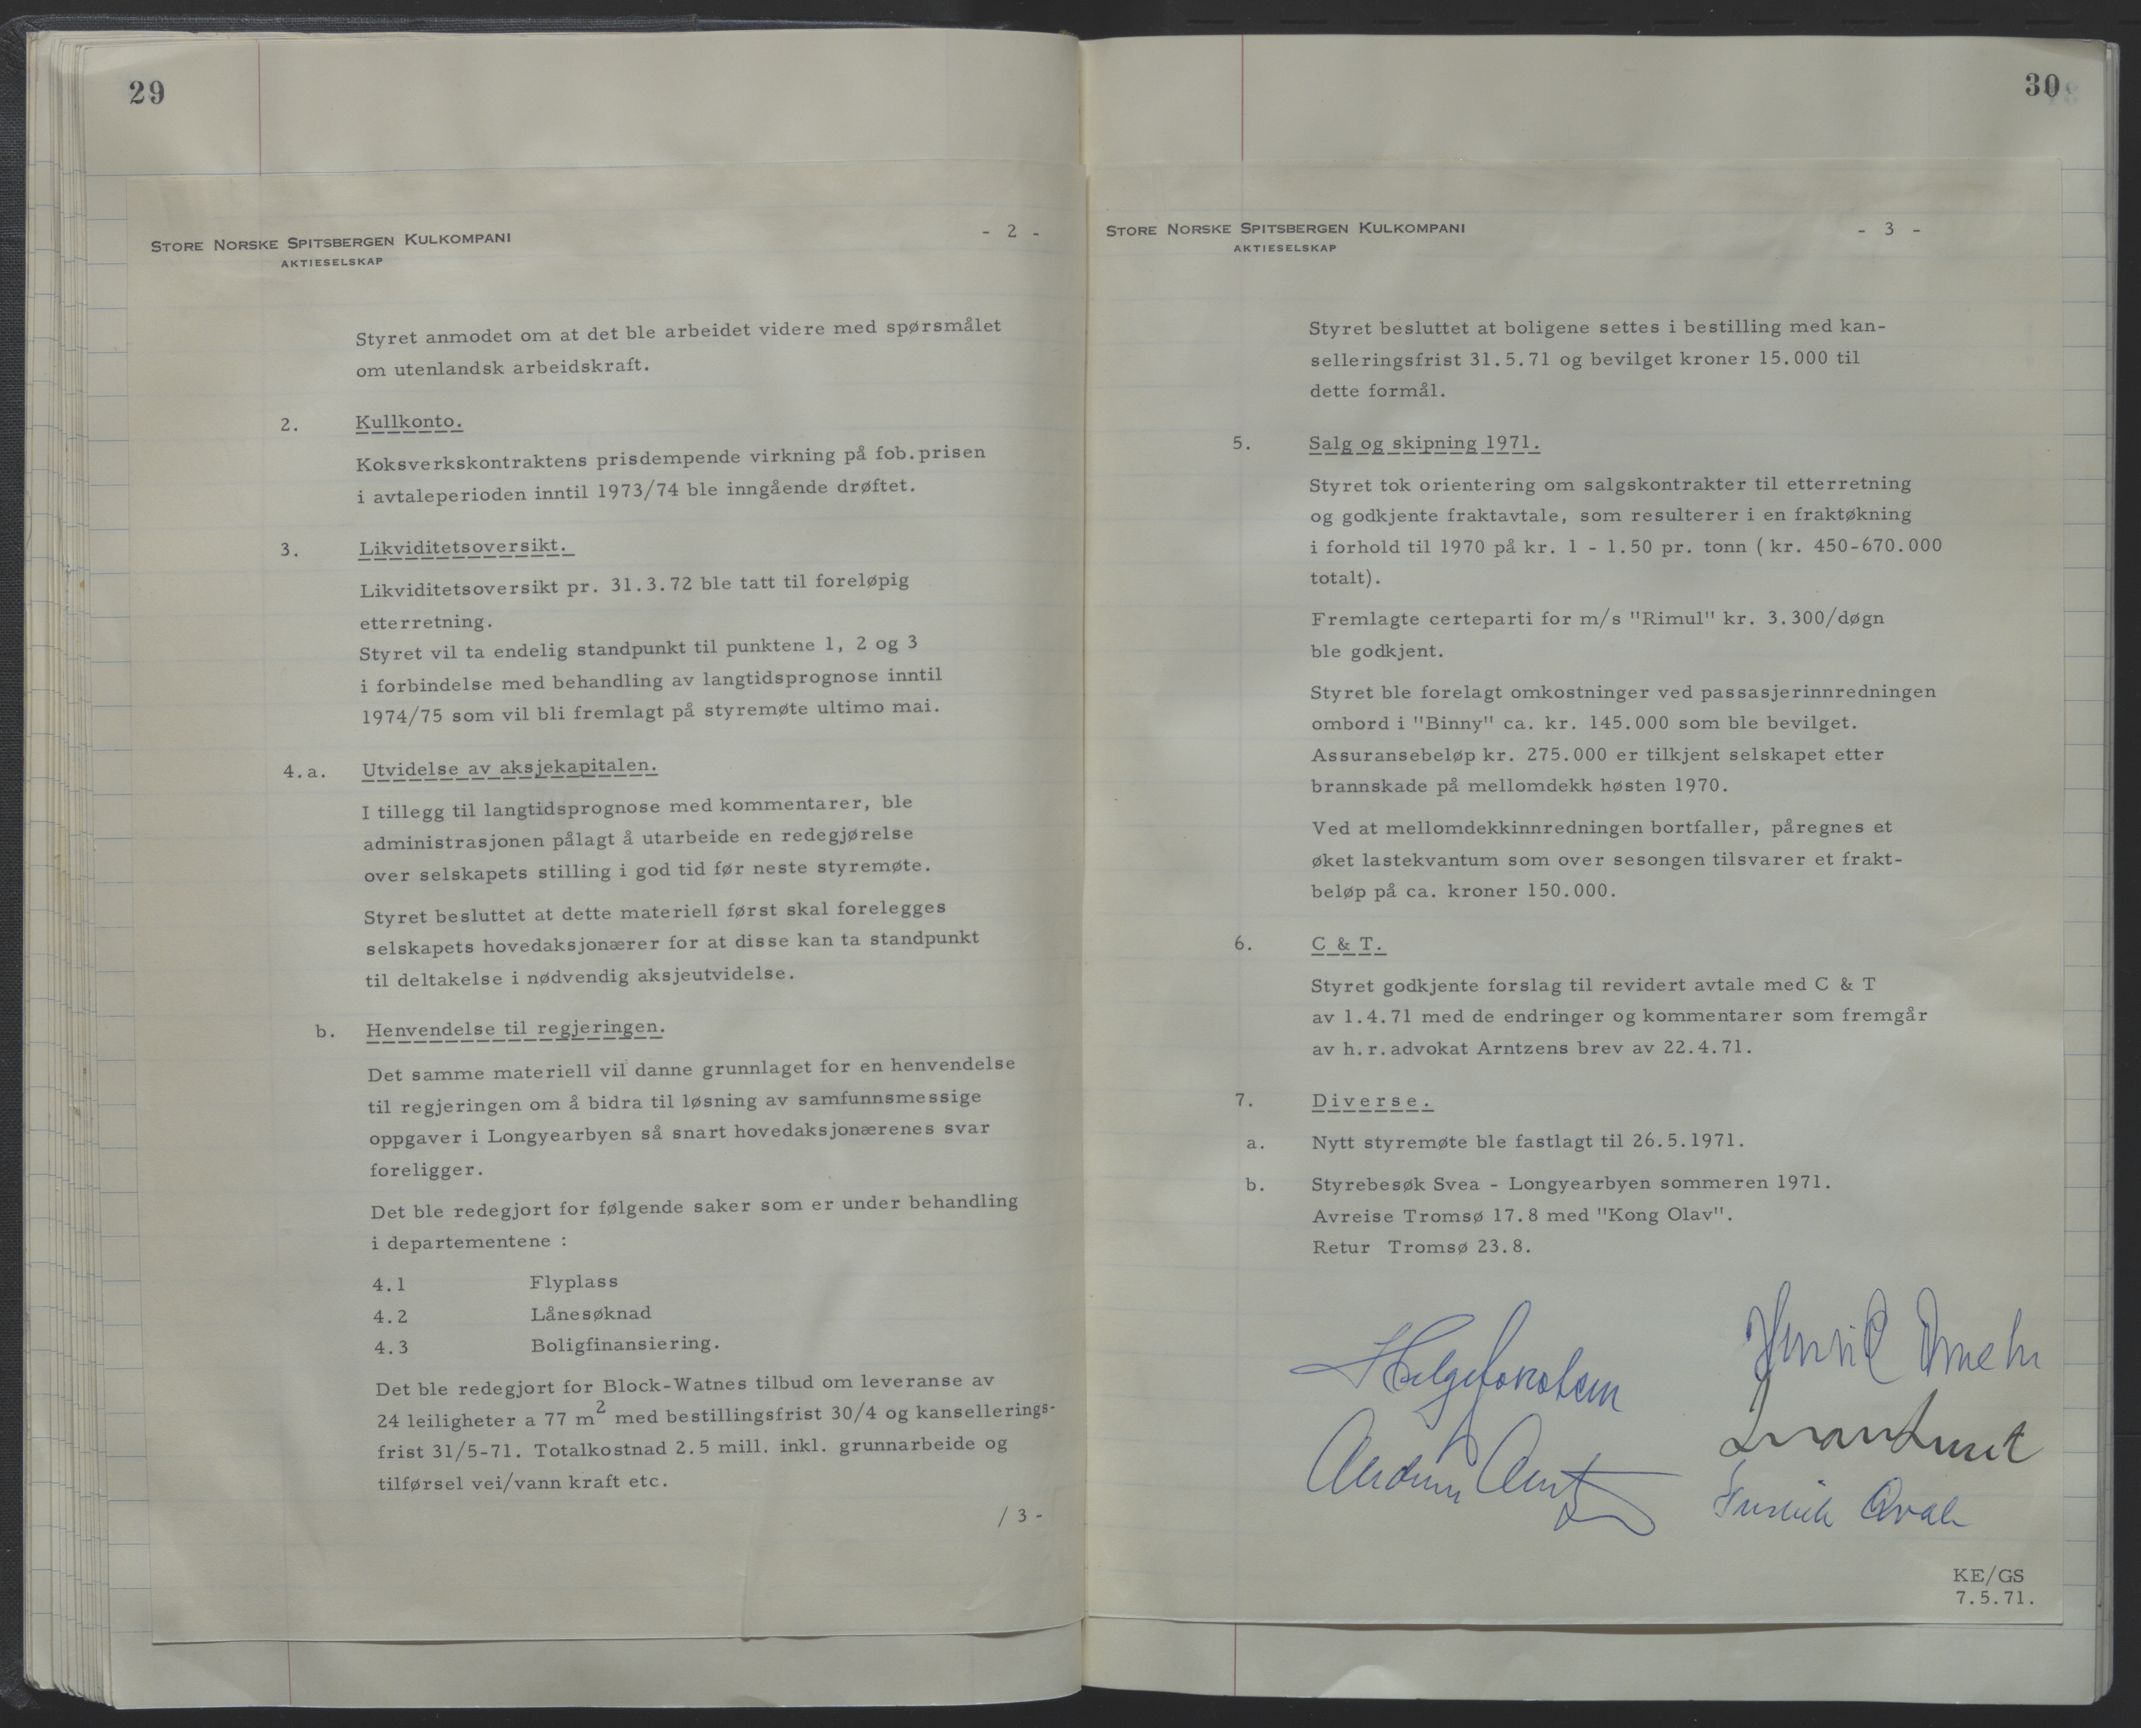 29
STORE NORSKE SPITSBERGEN KULKOMPANI
AKTIESELSKAP
- 2 -
Styret anmodet om at det ble arbeidet videre med spørsmålet
om utenlandsk arbeidskraft.
2. Kullkonto.
Koksverkskontraktens prisdempende virkning på fob.prisen
i avtaleperioden inntil 1973/74 ble inngående drøftet.
3. Likviditetsoversikt.
Likviditetsoversikt pr. 31.3.72 ble tatt til foreløpig
etterretning.
Styret vil ta endelig standpunkt til punktene 1, 2 og 3
i forbindelse med behandling av langtidsprognose inntil
1974/75 som vil bli fremlagt på styremøte ultimo mai.
4.a. Utvidelse av aksjekapitalen.
I tillegg til langtidsprognose med kommentarer, ble
administrasjonen pålagt å utarbeide en redegjørelse
over selskapets stilling i god tid før neste styremøte.
Styret besluttet at dette materiell først skal forelegges
selskapets hovedaksjonærer for at disse kan ta standpunkt
til deltakelse i nødvendig aksjeutvidelse.
b. Henvendelse til regjeringen.
Det samme materiell vil danne grunnlaget for en henvendelse
til regjeringen om å bidra til løsning av samfunnsmessige
oppgaver i Longyearbyen så snart hovedaksjonærenes svar
foreligger.
Det ble redegjort for følgende saker som er under behandling
i departementene :
4.1 Flyplass
4.2 Lånesøknad
4.3 Boligfinansiering.
Det ble redegjort for Block-Watnes tilbud om leveranse av
24 leiligheter a 77 m2 med bestillingsfrist 30/4 og kansellerings-
frist 31/5-71. Totalkostnad 2.5 mill. inkl. grunnarbeide og
tilførsel vei/vann kraft etc.
/ 3 -
30
STORE NORSKE SPITSBERGEN KULKOMPANI
AKTIESELSKAP
- 3 -
Styret besluttet at boligene settes i bestilling med kan-
selleringsfrist 31.5.71 og bevilget kroner 15.000 til
dette formål.
5. Salg og skipning 1971.
Styret tok orientering om salgskontrakter til etterretning
og godkjente fraktavtale, som resulterer i en fraktøkning
i forhold til 1970 på kr. 1 - 1.50 pr. tonn ( kr. 450-670.000
totalt).
Fremlagte certeparti for m/s "Rimul" kr. 3.300/døgn
ble godkjent.
Styret ble forelagt omkostninger ved passasjerinnredningen
ombord i "Binny" ca. kr. 145.000 som ble bevilget.
Assuransebeløp kr. 275.000 er tilkjent selskapet etter
brannskade på mellomdekk høsten 1970.
Ved at mellomdekkinnredningen bortfaller, påregnes et
øket lastekvantum som over sesongen tilsvarer et frakt-
beløp på ca. kroner 150.000.
6. C & T.
Styret godkjente forslag til revidert avtale med C & T
av 1.4.71 med de endringer og kommentarer som fremgår
av h.r.advokat Arntzens brev av 22.4.71.
7. Diverse.
a. Nytt styremøte ble fastlagt til 26.5.1971.
b. Styrebesøk Svea - Longyearbyen sommeren 1971.
Avreise Tromsø 17.8 med "Kong Olav".
Retur Tromsø 23.8.
KE/GS
7.5.71.